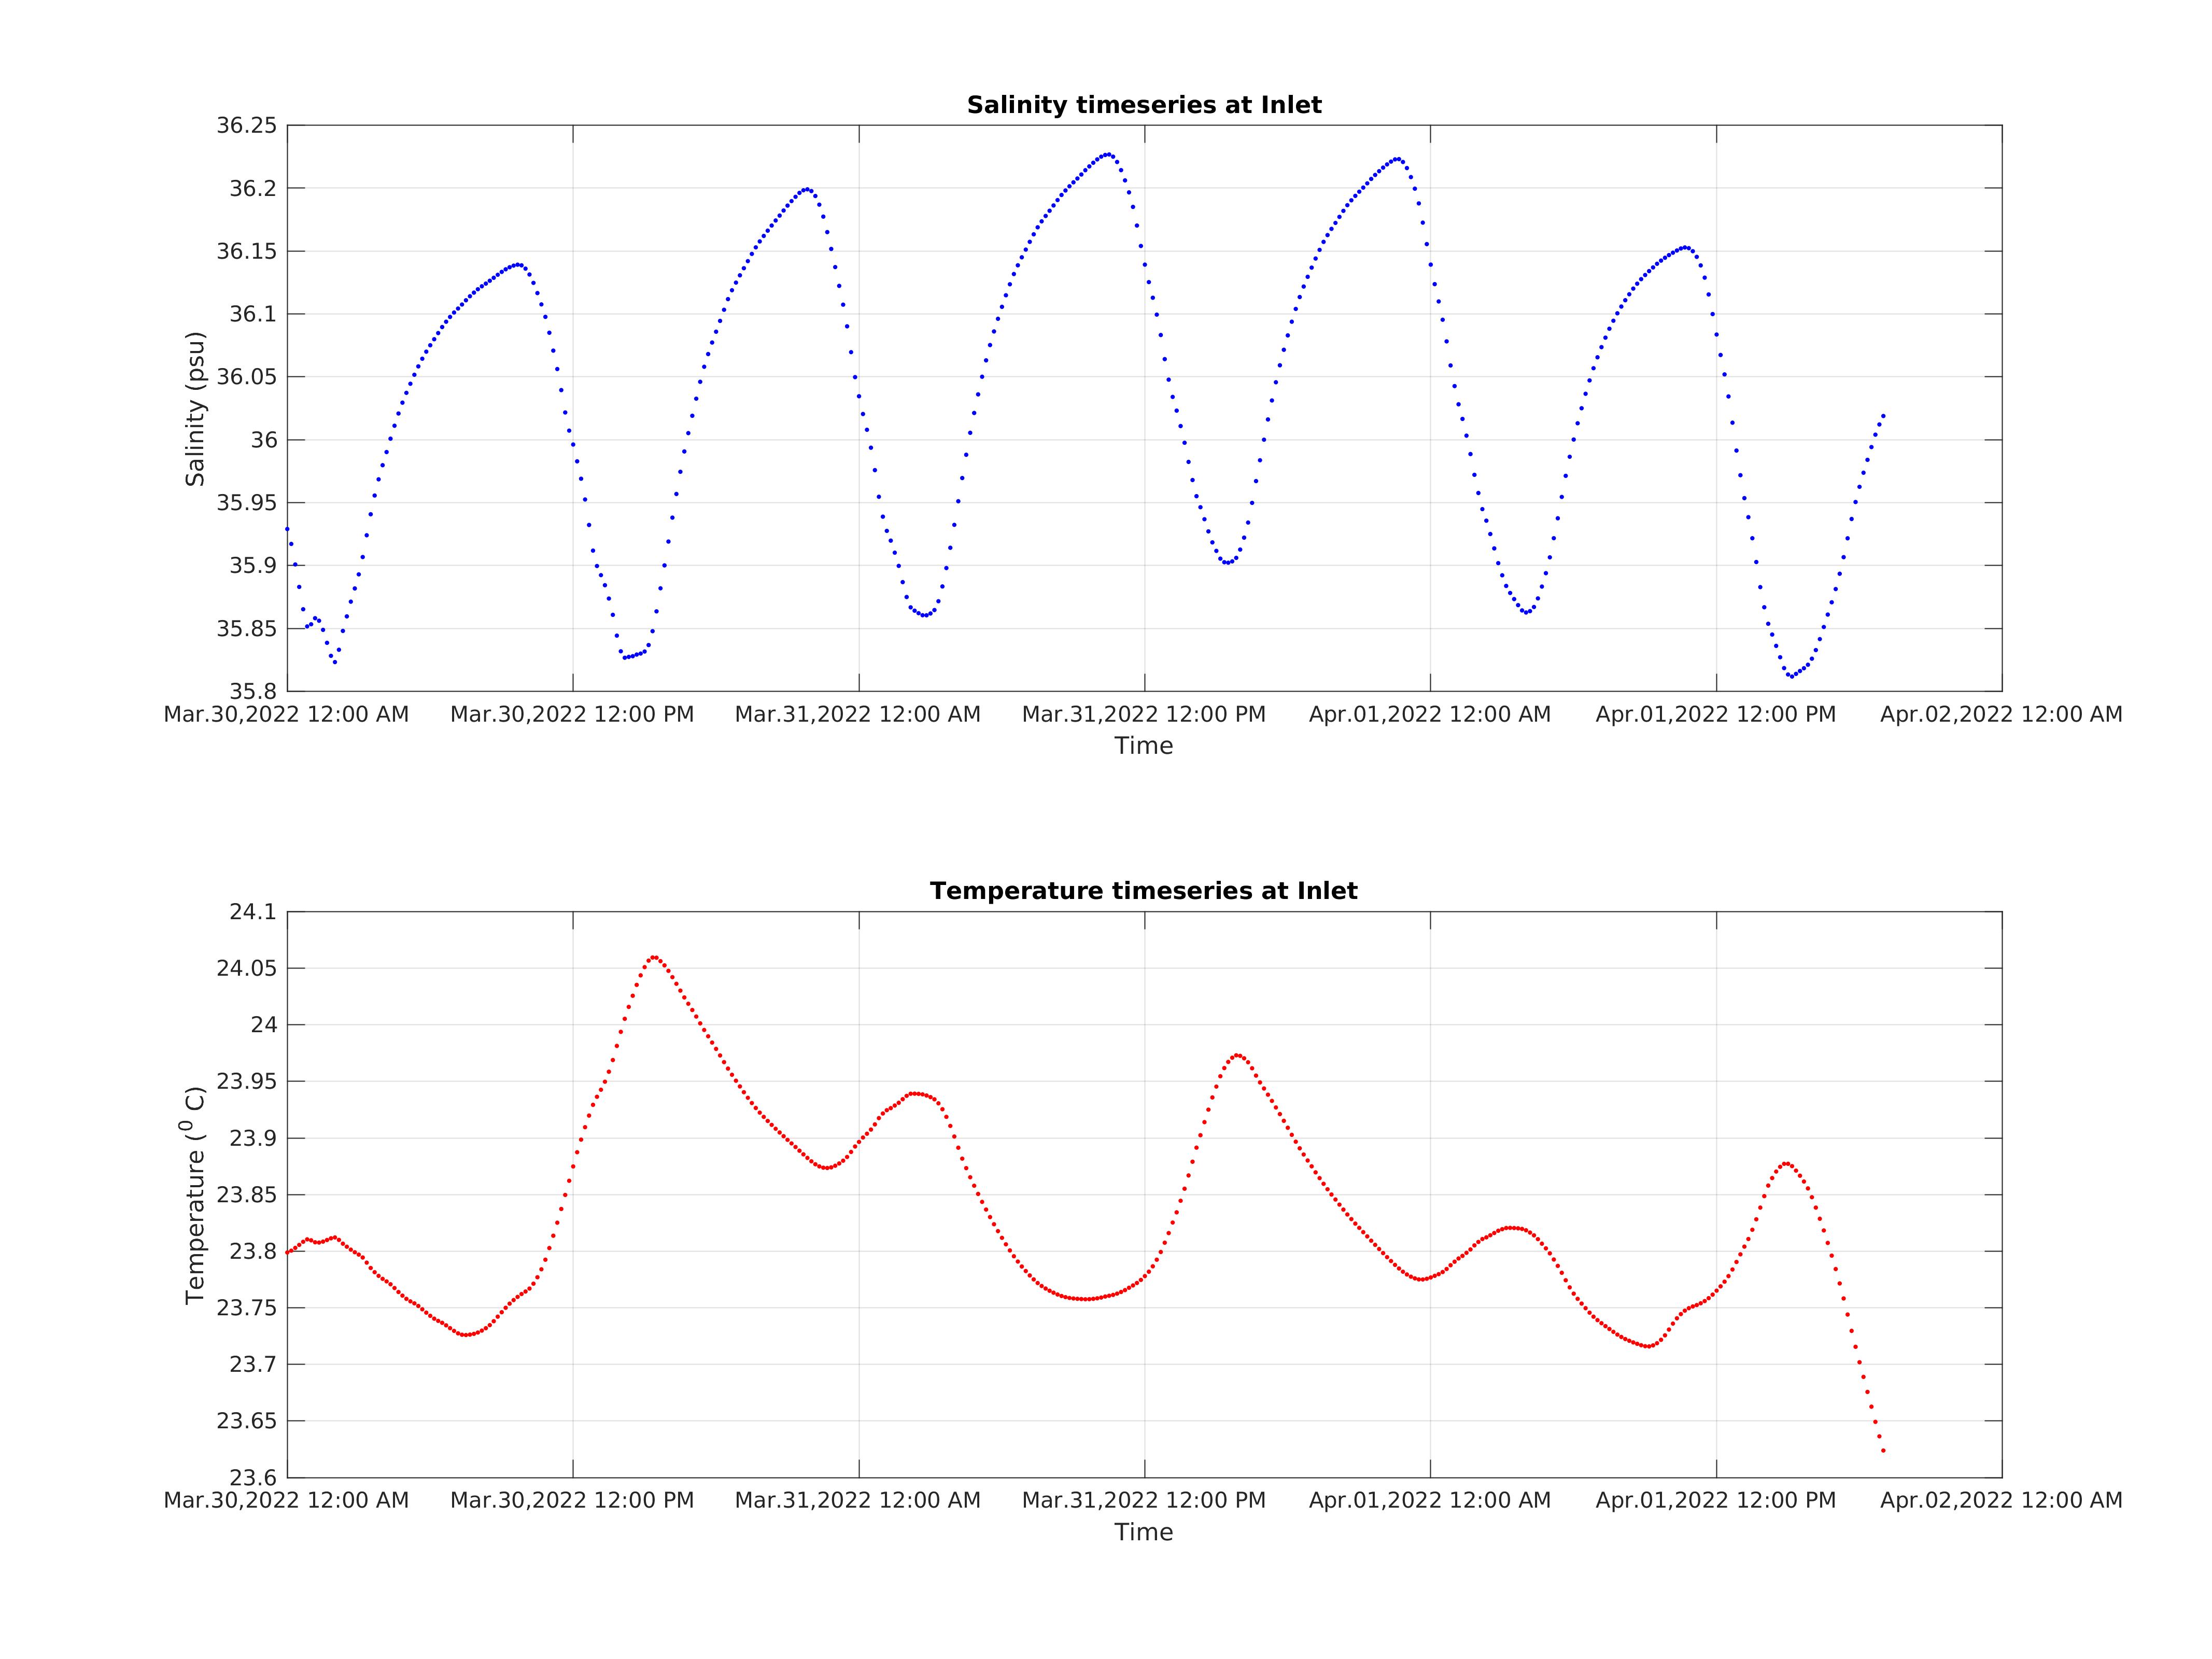 Salinity timeseries at Inlet
36.25
36.2
36.15
36.1
36.05
36
35.95
35.9
35.85
35.8
Salinity (psu)
Mar.30,2022 12:00 AM Mar.30,2022 12:00 PM Mar.31,2022 12:00 AM Mar.31,2022 12:00 PM Apr.01,2022 12:00 AM Apr.01,2022 12:00 PM Apr.02,2022 12:00 AM
Time
Temperature timeseries at Inlet
24.1
24.05
24
23.95
23.9
23.85
23.8
23.75
23.7
23.65
23.6
Temperature (⁰ C)
Mar.30,2022 12:00 AM Mar.30,2022 12:00 PM Mar.31,2022 12:00 AM Mar.31,2022 12:00 PM Apr.01,2022 12:00 AM Apr.01,2022 12:00 PM Apr.02,2022 12:00 AM
Time